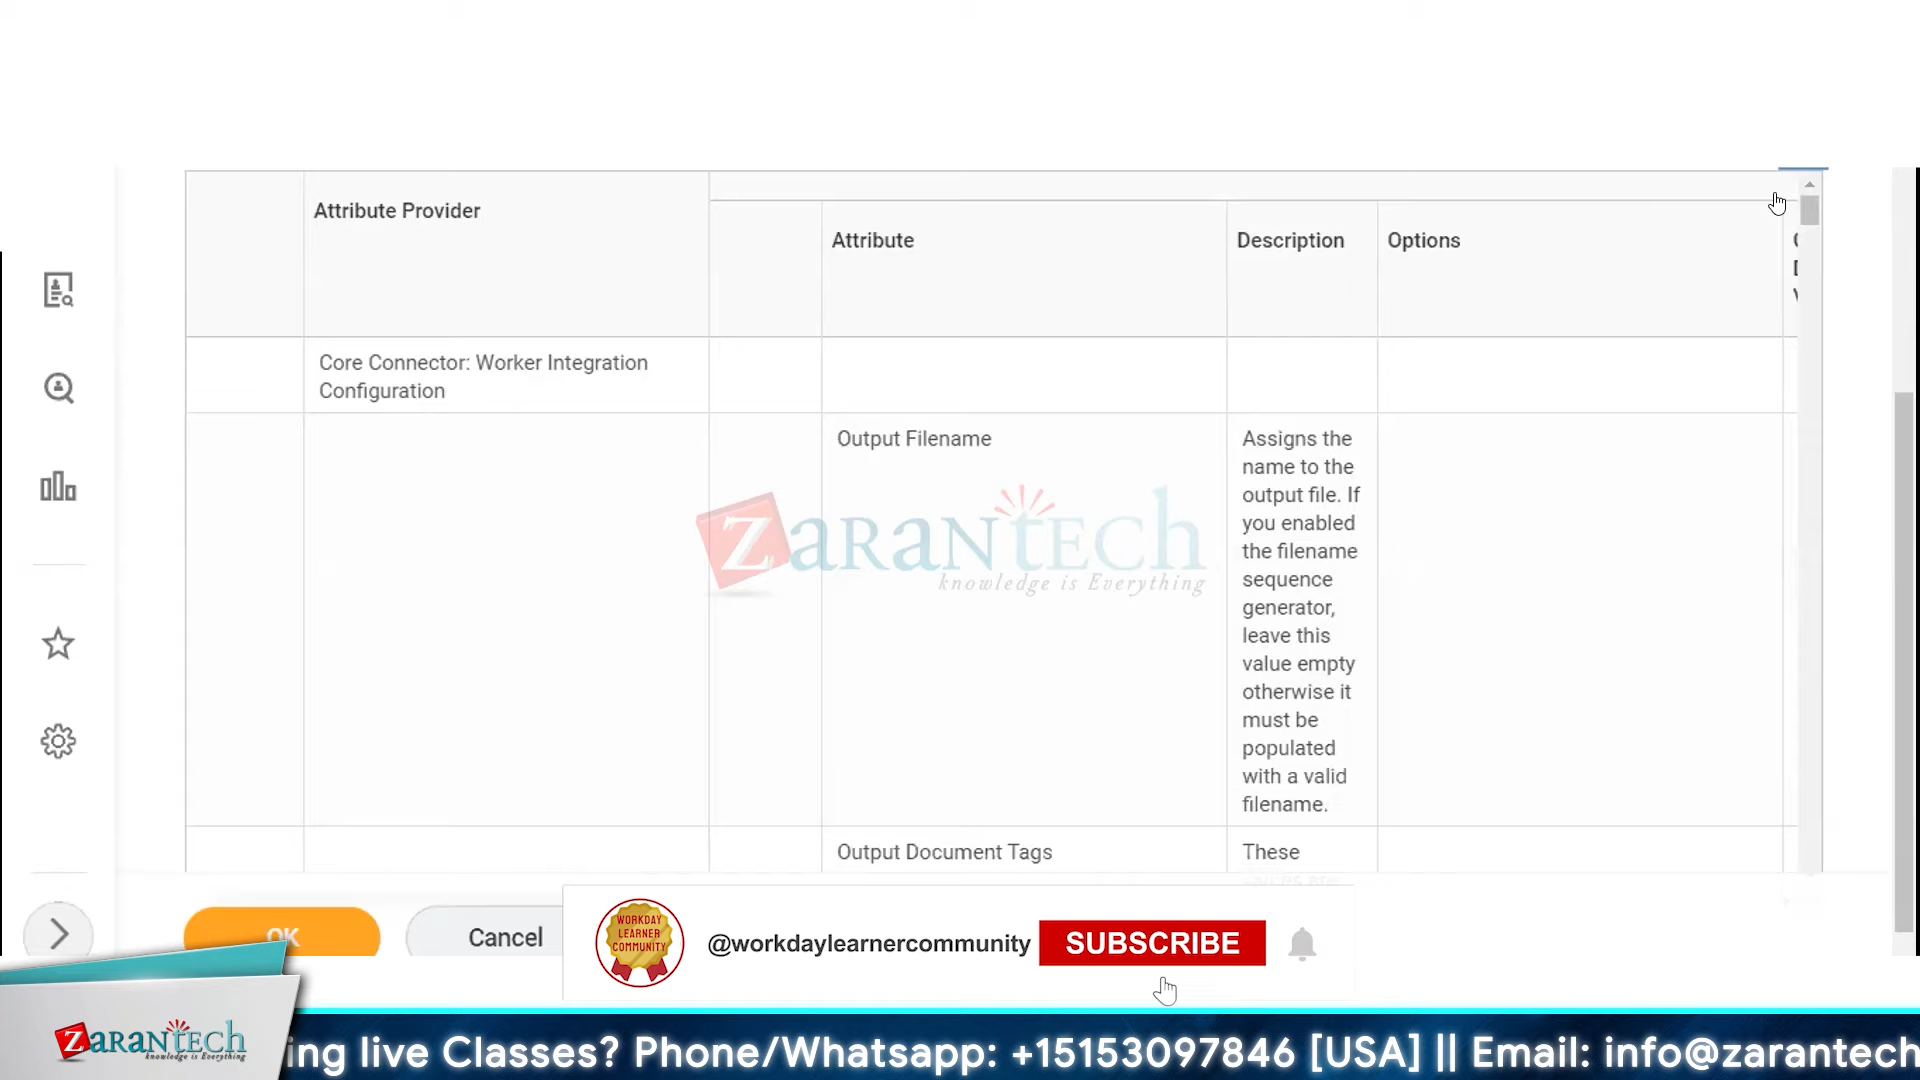 Attribute Provider
Attribute
Description
Options
Core Connector: Worker Integration
Configuration
Output Filename
Assigns the
name to the
output file. If
you enabled
the filename
sequence
generator,
leave this
value empty
otherwise it
must be
populated
with a valid
filename.
ZARANTECH
knowledge is Everything
Output Document Tags
These
OK
Cancel
WORKDAY
LEARNER
COMMUNITY
@workdaylearnercommunity
SUBSCRIBE
ZARANTECH
knowledge is Everything
ing live Classes? Phone/Whatsapp: +15153097846 [USA] || Email: info@zarantech